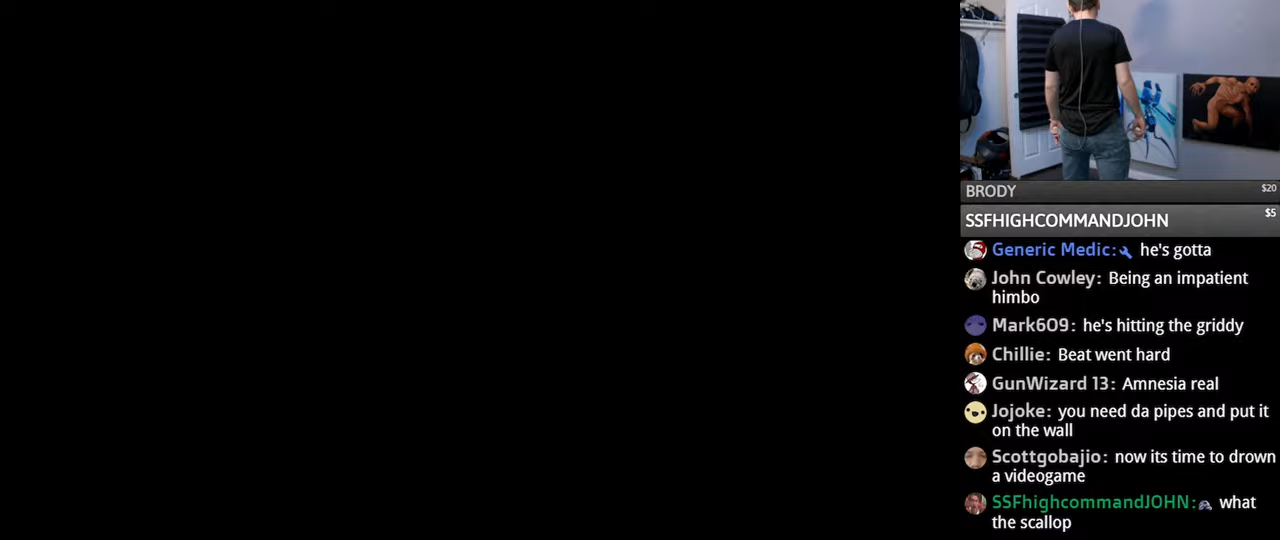 BRODY $20
SSFHIGHCOMMANDJOHN $5
Generic Medic: he's gotta
John Cowley: Being an impatient
himbo
Mark609: he's hitting the griddy
Chillie: Beat went hard
GunWizard 13: Amnesia real
Jojoke: you need da pipes and put it
on the wall
Scottgobajio: now its time to drown
a videogame
SSFhighcommandJOHN: what
the scallop